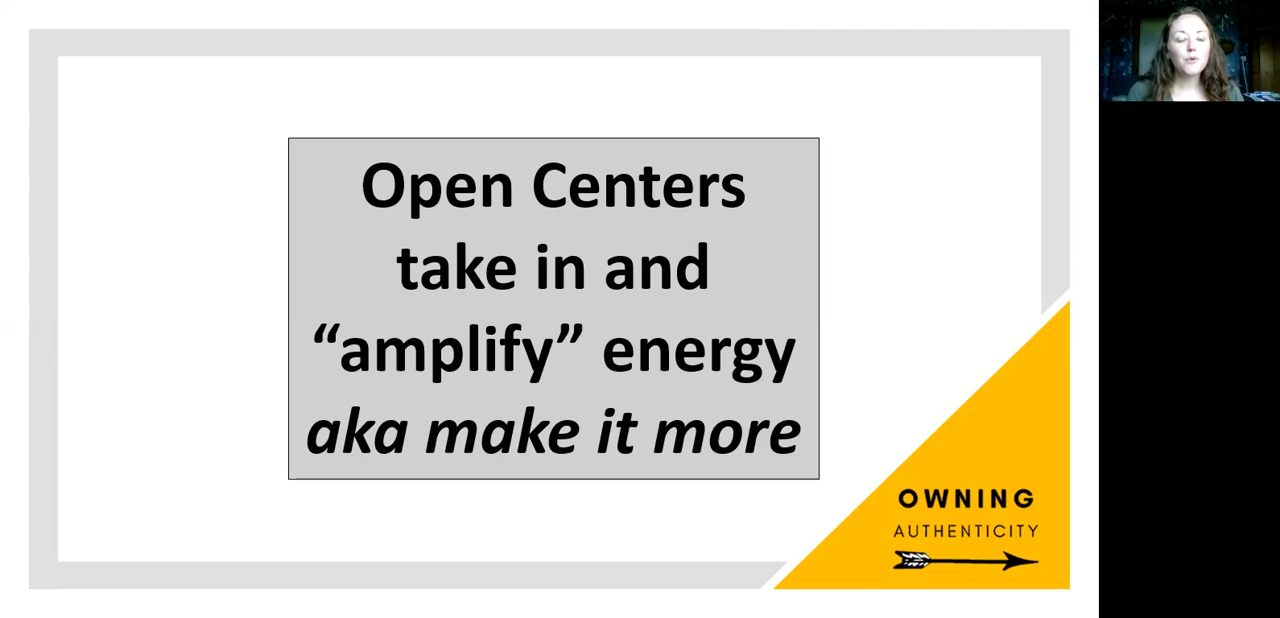 Open Centers
take in and
“amplify” energy
aka make it more
OWNING
AUTHENTICITY